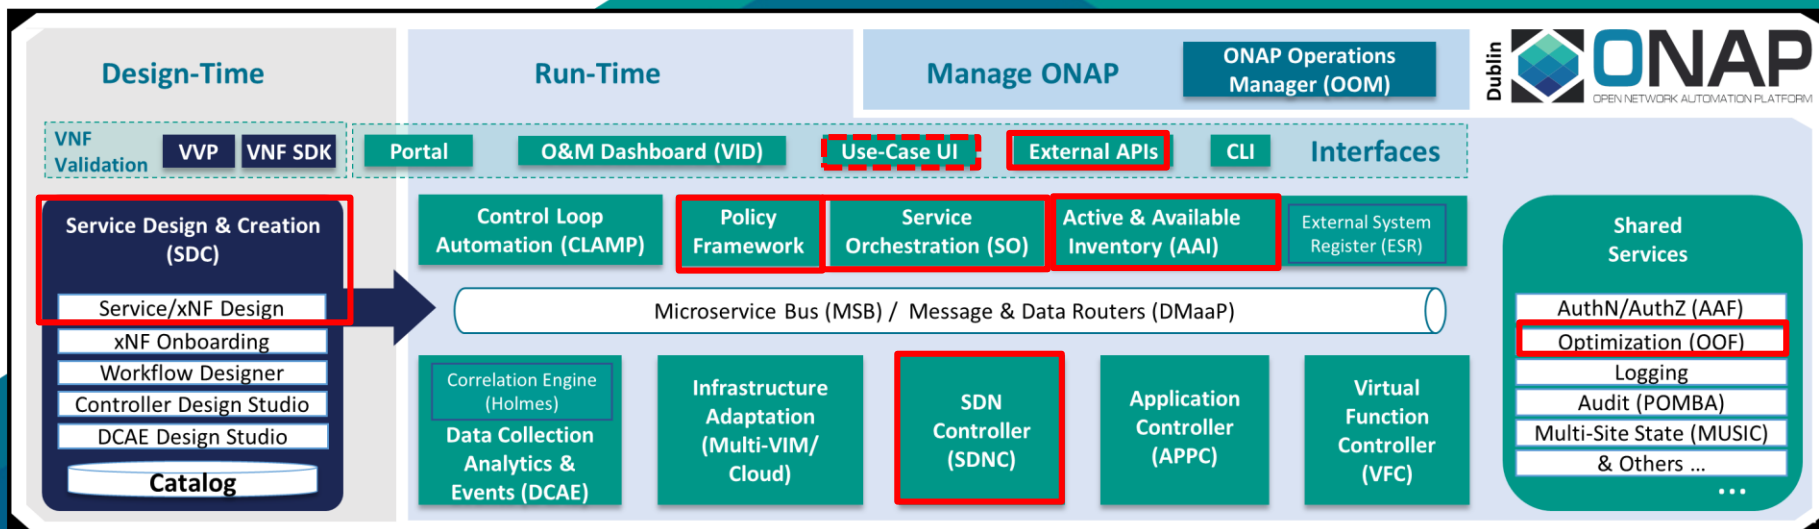 Design-Time
Run-Time
Manage ONAP
ONAP Operations
Manager (OOM)
Dublin
ONAP
OPEN NETWORK AUTOMATION PLATFORM
VNF
Validation
VVP
VNF SDK
Portal
O&M Dashboard (VID)
Use-Case UI
External APIs
CLI
Interfaces
Service Design & Creation
(SDC)
Service/xNF Design
xNF Onboarding
Workflow Designer
Controller Design Studio
DCAE Design Studio
Catalog
Control Loop
Automation (CLAMP)
Policy
Framework
Service
Orchestration (SO)
Active & Available
Inventory (AAI)
External System
Register (ESR)
Microservice Bus (MSB) / Message & Data Routers (DMaaP)
Correlation Engine
(Holmes)
Data Collection
Analytics &
Events (DCAE)
Infrastructure
Adaptation
(Multi-VIM/
Cloud)
SDN
Controller
(SDNC)
Application
Controller
(APPC)
Virtual
Function
Controller
(VFC)
Shared
Services
AuthN/AuthZ (AAF)
Optimization (OOF)
Logging
Audit (POMBA)
Multi-Site State (MUSIC)
& Others ...
...